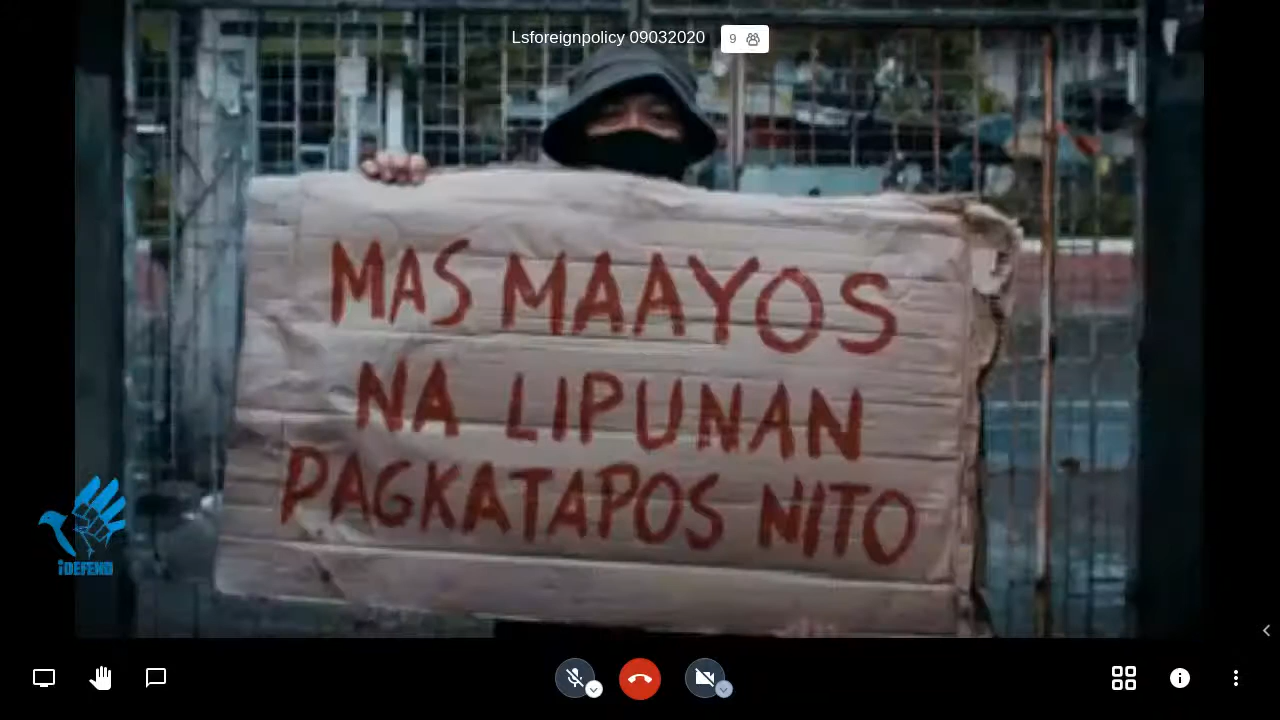 Lsforeignpolicy 09032020
9
MAS MAAYOS
NA LIPUNAN
PAGKATAPOS NITO
iDEFEND